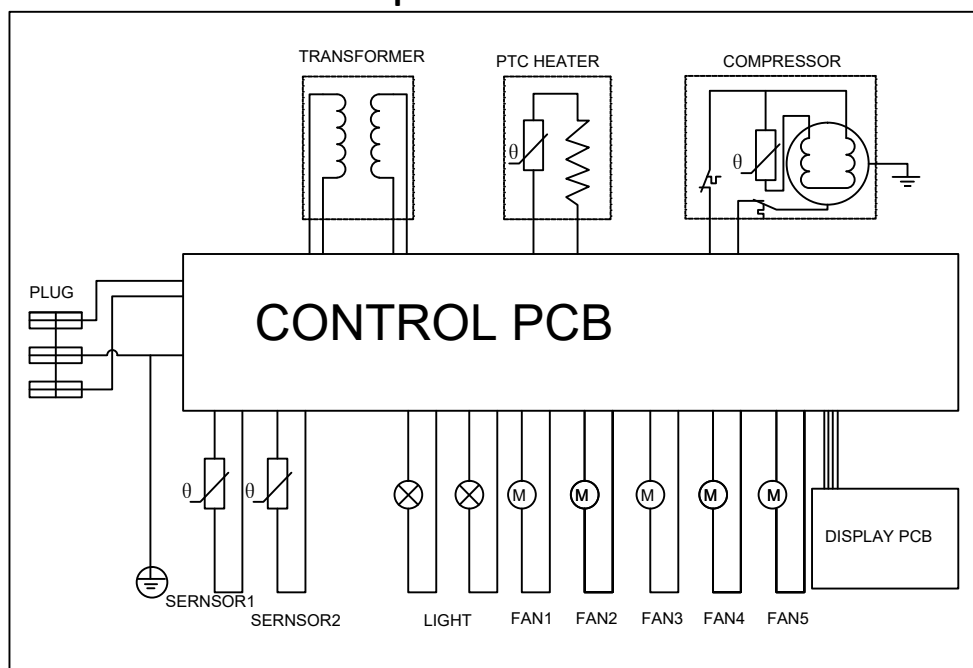 TRANSFORMER
PTC HEATER
COMPRESSOR
θ
θ
PLUG
CONTROL PCB
θ
θ
M
M
M
M
M
DISPLAY PCB
SERNSOR1
SERNSOR2
LIGHT
FAN1
FAN2
FAN3
FAN4
FAN5